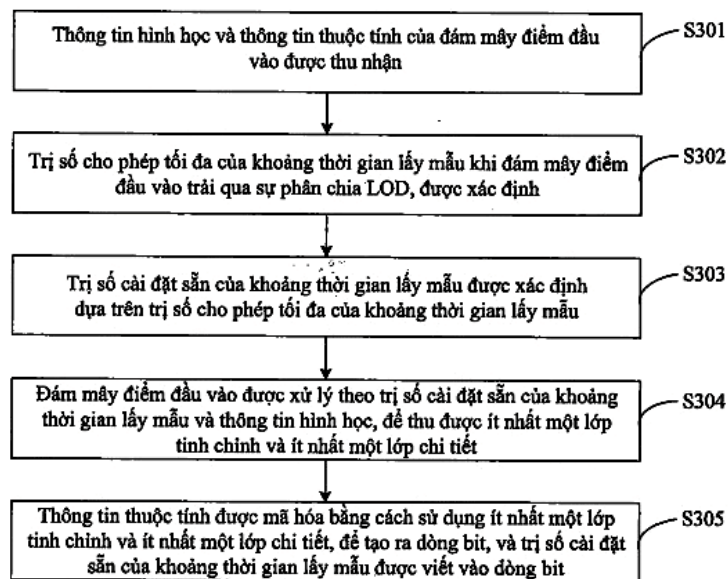 Thông tin hình học và thông tin thuộc tính của đám mây điểm đầu
vào được thu nhận
S301
Trị số cho phép tối đa của khoảng thời gian lấy mẫu khi đám mây điểm
đầu vào trải qua sự phân chia LOD, được xác định
S302
Trị số cài đặt sẵn của khoảng thời gian lấy mẫu được xác định
dựa trên trị số cho phép tối đa của khoảng thời gian lấy mẫu
S303
Đám mây điểm đầu vào được xử lý theo trị số cài đặt sẵn của khoảng
thời gian lấy mẫu và thông tin hình học, để thu được ít nhất một lớp
tinh chỉnh và ít nhất một lớp chi tiết
S304
Thông tin thuộc tính được mã hóa bằng cách sử dụng ít nhất một lớp
tinh chỉnh và ít nhất một lớp chi tiết, để tạo ra dòng bit, và trị số cài đặt
sẵn của khoảng thời gian lấy mẫu được viết vào dòng bit
S305